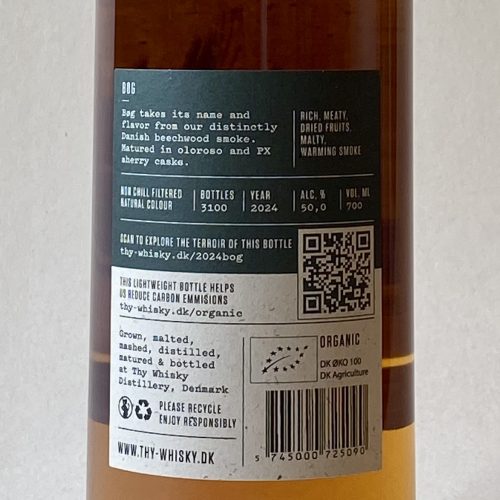 BØG
Bøg takes its name and
flavor from our distinctly
Danish beechwood smoke.
Matured in oloroso and PX
sherry casks.
RICH, MEATY,
DRIED FRUITS,
MALTY,
WARMING SMOKE
NON CHILL FILTERED
NATURAL COLOUR
BOTTLES
3100
YEAR
2024
ALC. %
50,0
VOL. ML
700
SCAN TO EXPLORE THE TERROIR OF THIS BOTTLE
thy-whisky.dk/2024bog
THIS LIGHTWEIGHT BOTTLE HELPS
US REDUCE CARBON EMMISIONS
thy-whisky.dk/organic
Grown, malted,
mashed, distilled,
matured & bottled
at Thy Whisky
Distillery, Denmark
ORGANIC
DK ØKO 100
DK Agriculture
PLEASE RECYCLE
ENJOY RESPONSIBLY
WWW.THY-WHISKY.DK
5 745000 725090